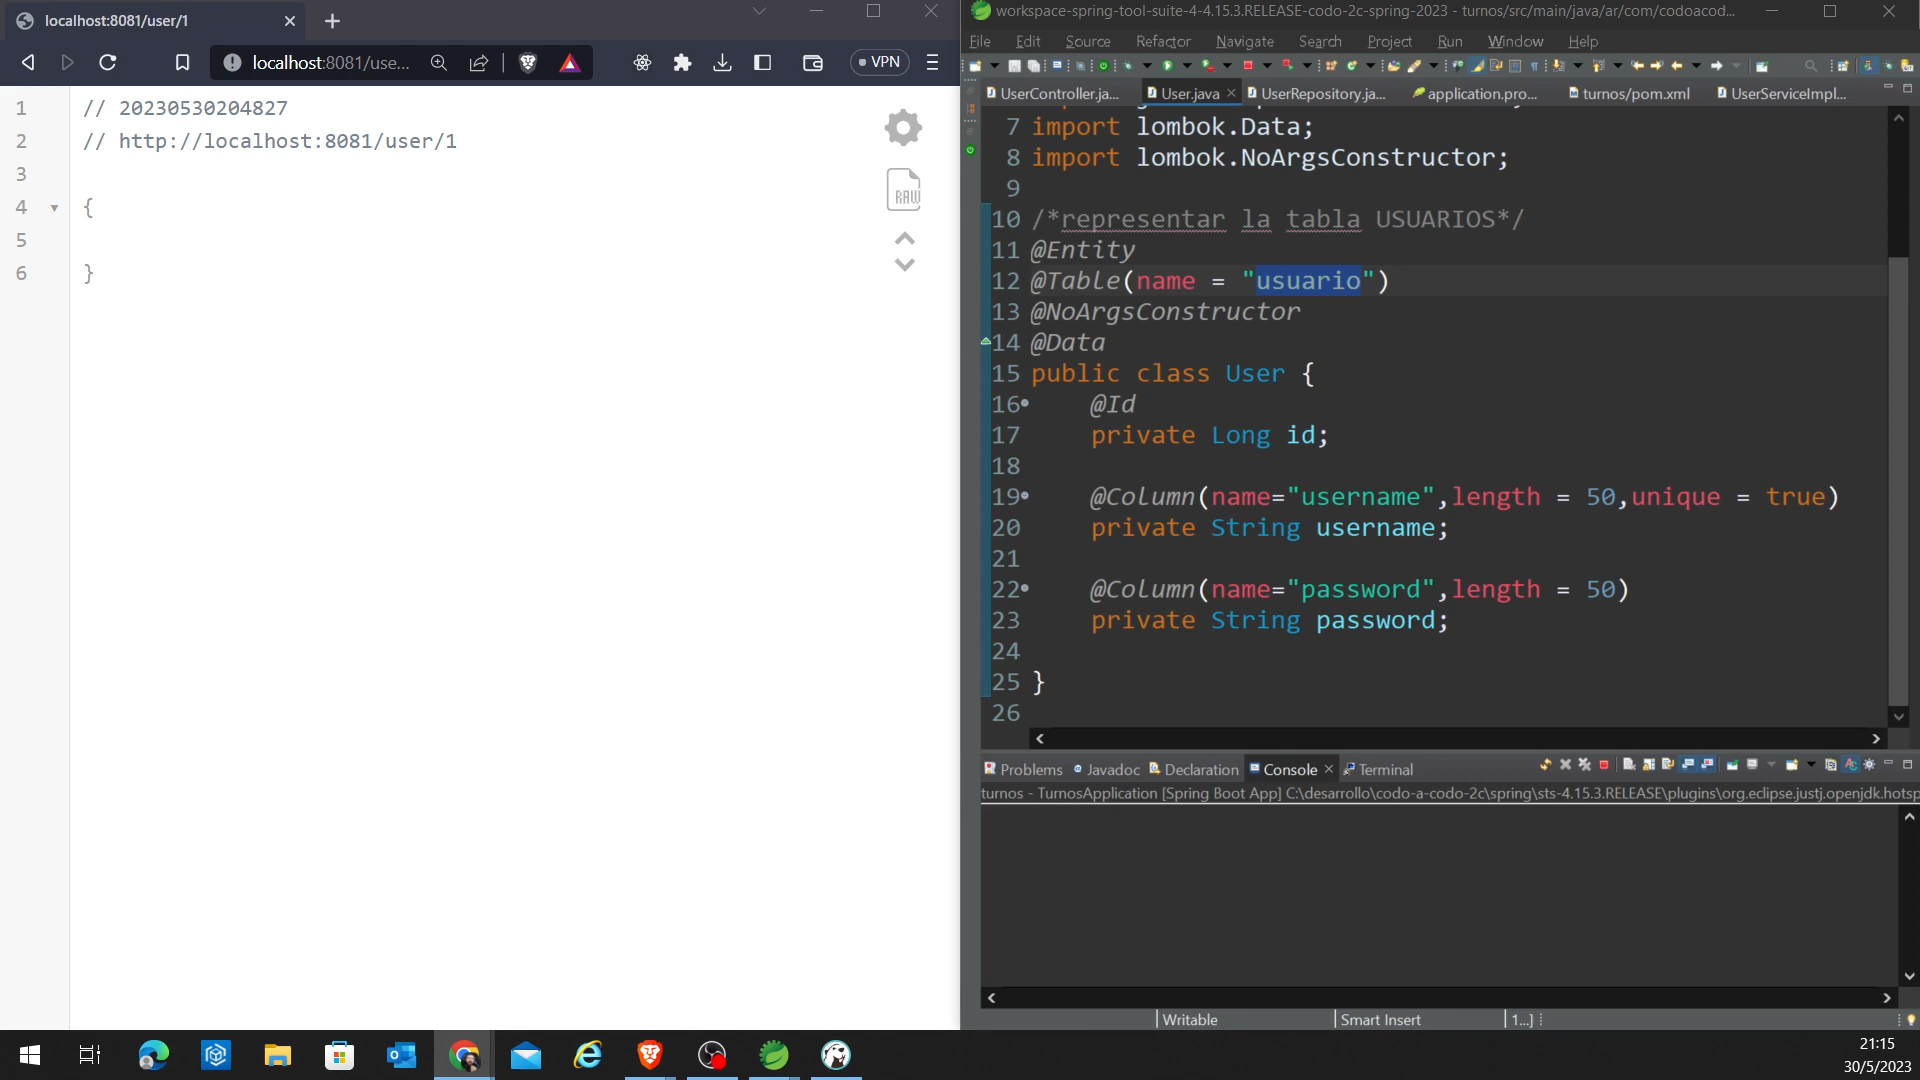 localhost:8081/user/1
localhost:8081/use...
VPN
1 // 20230530204827
2 // http://localhost:8081/user/1
3
4 {
5
6 }
RAW
workspace-spring-tool-suite-4-4.15.3.RELEASE-codo-2c-spring-2023 - turnos/src/main/java/ar/com/codoacod...
File Edit Source Refactor Navigate Search Project Run Window Help
UserController.ja... User.java UserRepository.ja... application.pro... turnos/pom.xml UserServiceImpl...
7 import lombok.Data;
8 import lombok.NoArgsConstructor;
9
10 /*representar la tabla USUARIOS*/
11 @Entity
12 @Table(name = "usuario")
13 @NoArgsConstructor
14 @Data
15 public class User {
16 @Id
17 private Long id;
18
19 @Column(name="username",length = 50,unique = true)
20 private String username;
21
22 @Column(name="password",length = 50)
23 private String password;
24
25 }
26
Problems Javadoc Declaration Console Terminal
turnos - TurnosApplication [Spring Boot App] C:\desarrollo\codo-a-codo-2c\spring\sts-4.15.3.RELEASE\plugins\org.eclipse.justj.openjdk.hotsp
Writable Smart Insert 1...]
21:15
30/5/2023